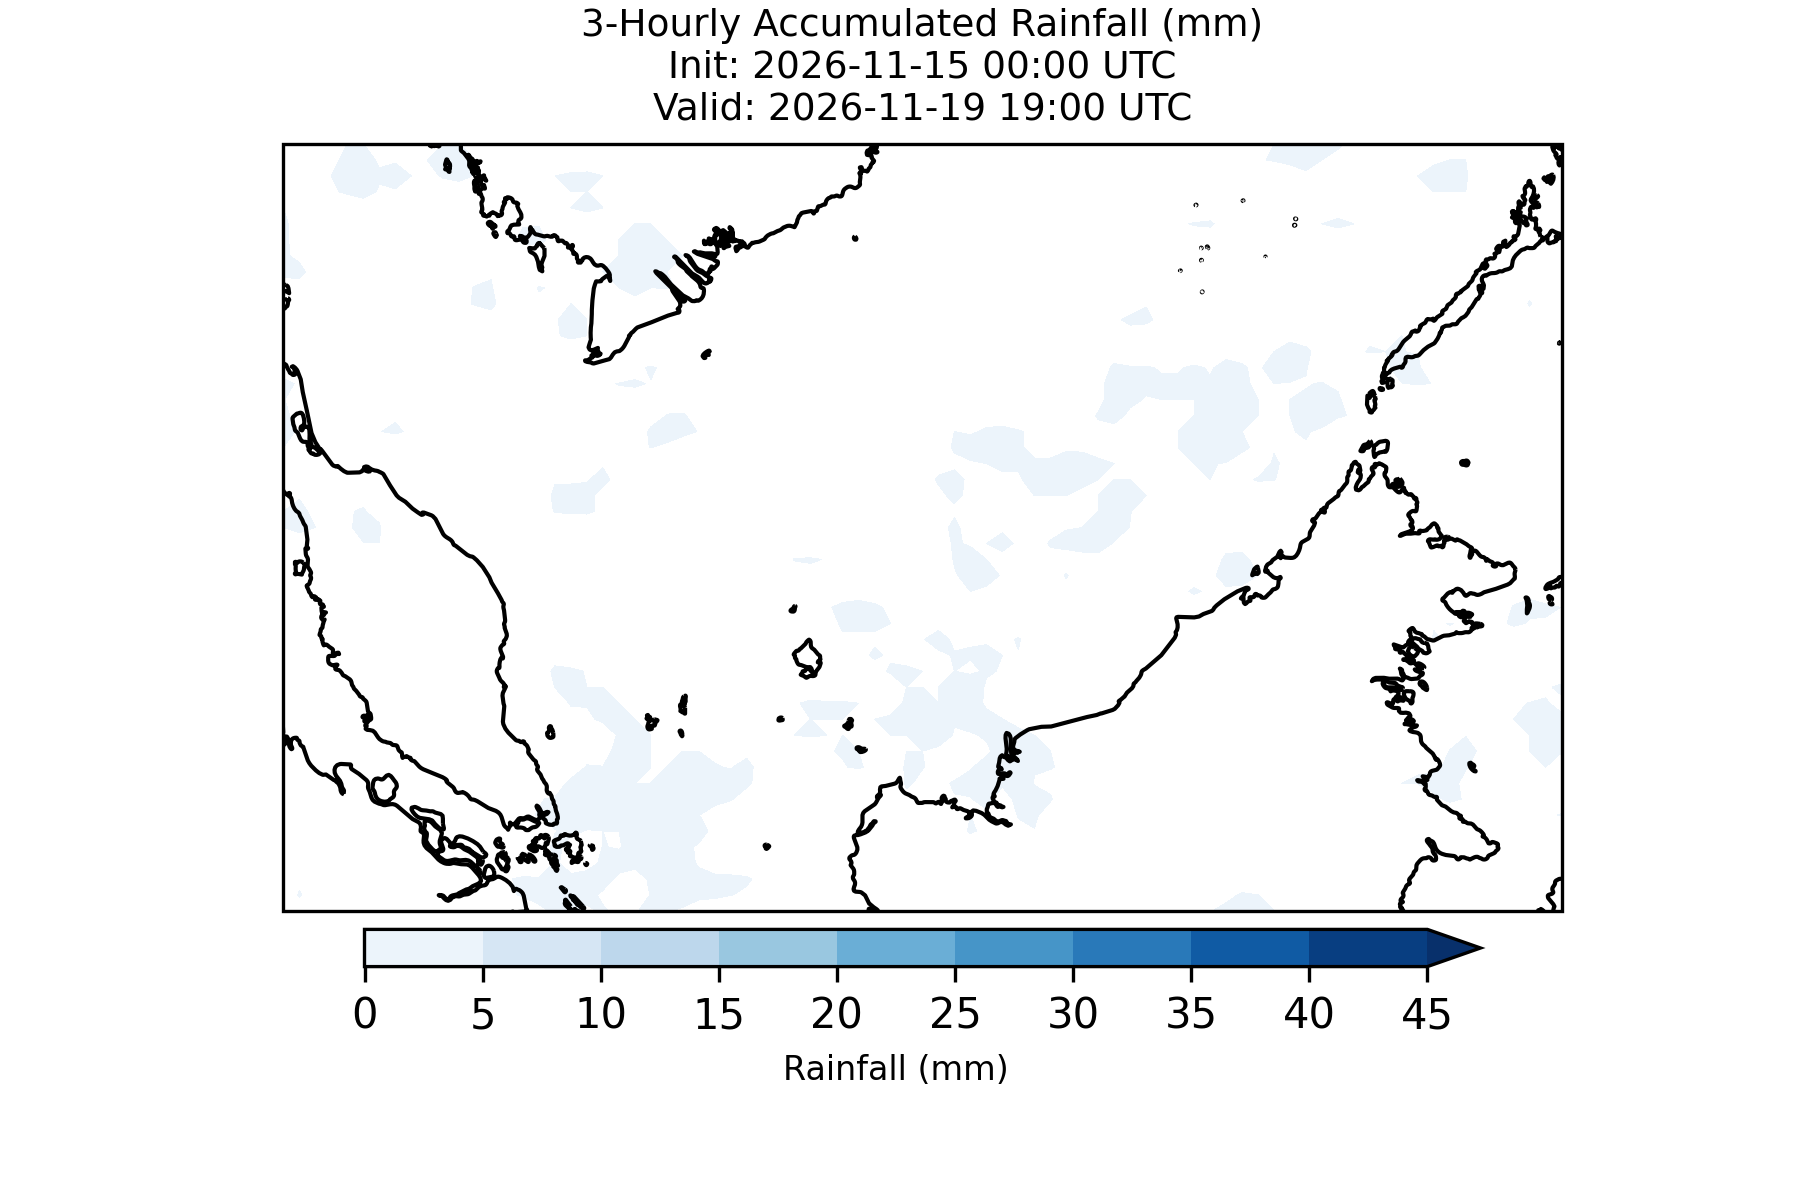 3-Hourly Accumulated Rainfall (mm)
Init: 2026-11-15 00:00 UTC
Valid: 2026-11-19 19:00 UTC
0 5 10 15 20 25 30 35 40 45
Rainfall (mm)